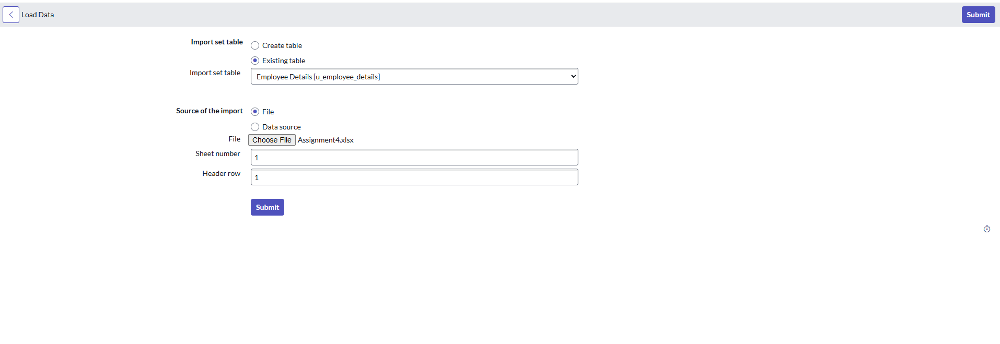 Load Data
Submit
Import set table
Create table
Existing table
Import set table
Employee Details [u_employee_details]
Source of the import
File
Data source
File
Choose File Assignment4.xlsx
Sheet number
1
Header row
1
Submit